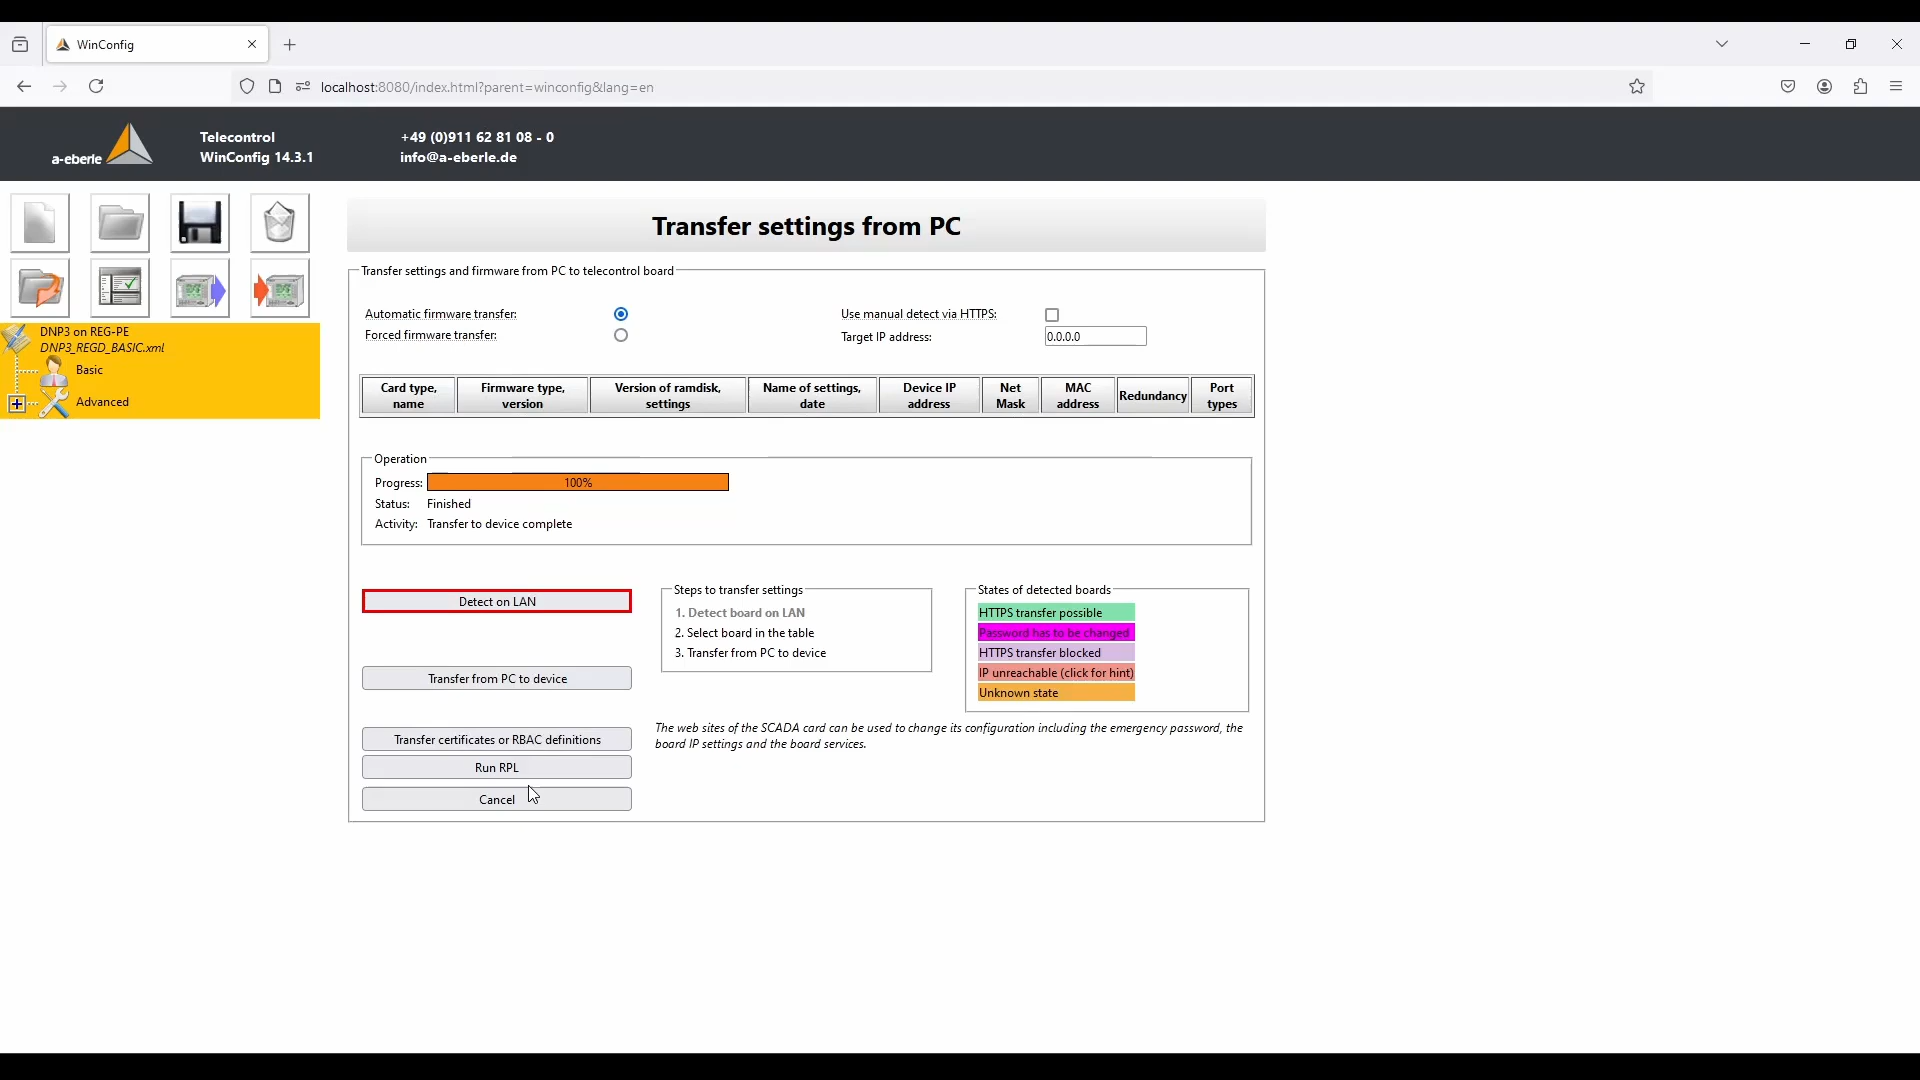 WinConfig
localhost:8080/index.html?parent=winconfig&lang=en
a-eberle
Telecontrol
WinConfig 14.3.1
+49 (0)911 62 81 08 - 0
info@a-eberle.de
DNP3 on REG-PE
DNP3_REGD_BASIC.xml
Basic
Advanced
Transfer settings from PC
Transfer settings and firmware from PC to telecontrol board
Automatic firmware transfer:
Forced firmware transfer:
Use manual detect via HTTPS:
Target IP address:
0.0.0.0
Card type,
name
Firmware type,
version
Version of ramdisk,
settings
Name of settings,
date
Device IP
address
Net
Mask
MAC
address
Redundancy
Port
types
Operation
Progress:
100%
Status: Finished
Activity: Transfer to device complete
Detect on LAN
Transfer from PC to device
Transfer certificates or RBAC definitions
Run RPL
Cancel
Steps to transfer settings
1. Detect board on LAN
2. Select board in the table
3. Transfer from PC to device
States of detected boards
HTTPS transfer possible
Password has to be changed
HTTPS transfer blocked
IP unreachable (click for hint)
Unknown state
The web sites of the SCADA card can be used to change its configuration including the emergency password, the
board IP settings and the board services.